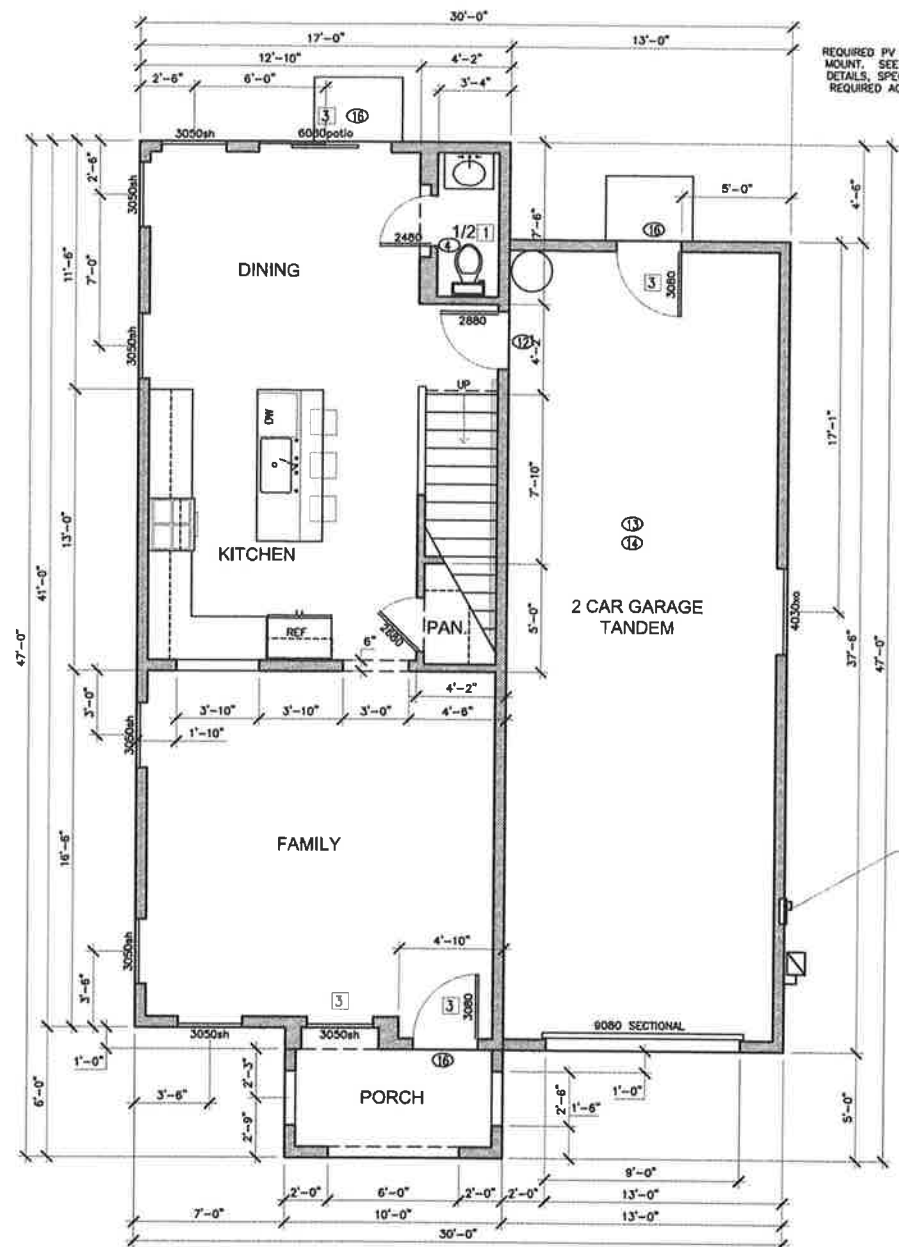 30'-0"
17'-0"
13'-0"
12'-10"
4'-2"
2'-6"
6'-0"
3'-4"
REQUIRED PV
MOUNT. SEE
DETAILS, SPE
REQUIRED AC
3
16
3050sh
6080patio
2'-6"
3050sh
5'-0"
4'-6"
7'-6"
2480
4
1/2
1
16
DINING
11'-6"
7'-0"
3
3080
3050sh
2880
12
4'-2"
UP
DW
17'-1"
7'-10"
13
14
13'-0"
KITCHEN
41'-0"
47'-0"
2 CAR GARAGE
TANDEM
4030xo
REF
2680
PAN.
5'-0"
37'-6"
47'-0"
6"
4'-2"
3'-0"
3'-10"
3'-10"
3'-0"
4'-6"
1'-10"
3050sh
FAMILY
16'-6"
3050sh
4'-10"
3'-6"
3
3
3080
3050sh
3050sh
9080 SECTIONAL
16
1'-0"
2'-3"
6'-0"
3'-6"
PORCH
2'-6"
1'-0"
1'-6"
2'-9"
5'-0"
9'-0"
2'-0"
6'-0"
2'-0"
2'-0"
13'-0"
7'-0"
10'-0"
13'-0"
30'-0"